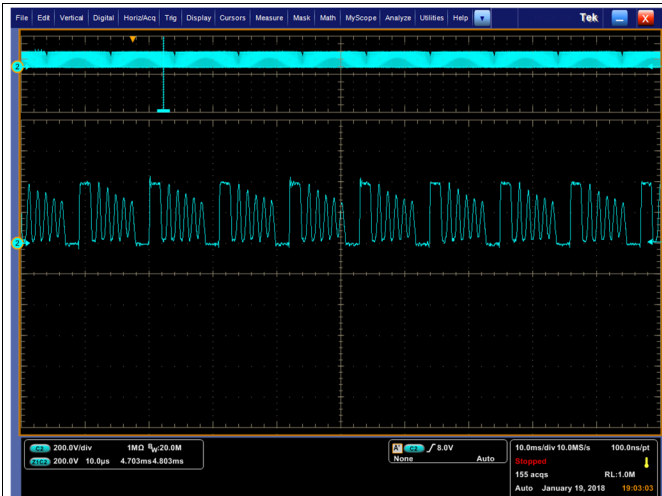 File Edit Vertical Digital Horiz/Acq Trig Display Cursors Measure Mask Math MyScope Analyze Utilities Help Tek X
2
2
C2 200.0V/div 1MΩ BW:20.0M
Z1C2 200.0V 10.0µs 4.703ms 4.803ms
A' C2 8.0V
None Auto
10.0ms/div 10.0MS/s 100.0ns/pt
Stopped
155 acqs RL:1.0M
Auto January 19, 2018 19:03:03